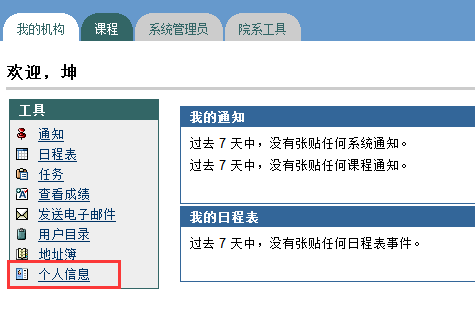 我的机构 课程 系统管理员 院系工具
欢迎，坤
工具
通知
日程表
任务
查看成绩
发送电子邮件
用户目录
地址簿
个人信息
我的通知
过去 7 天中，没有张贴任何系统通知。
过去 7 天中，没有张贴任何课程通知。
我的日程表
过去 7 天中，没有张贴任何日程表事件。